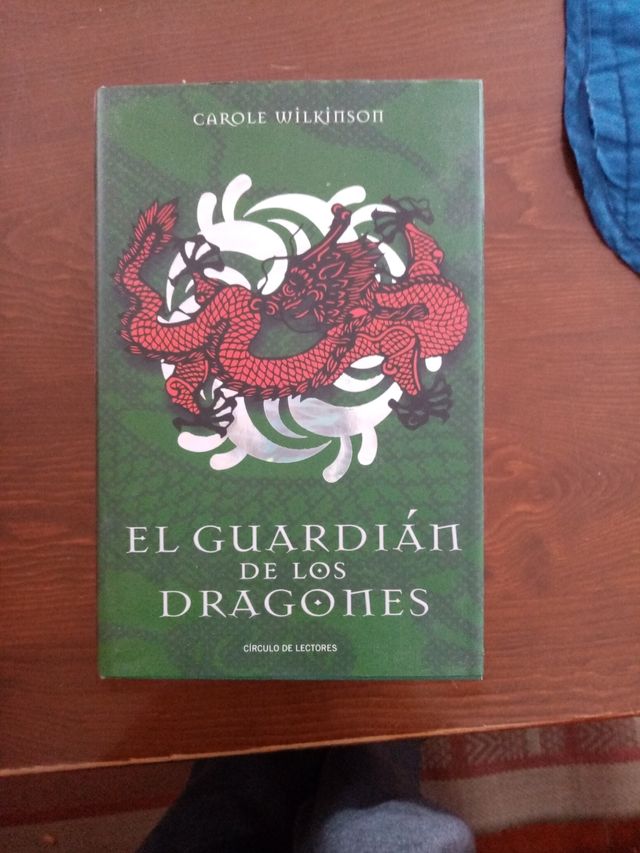 CAROLE WILKINSON
EL GUARDIÁN
DE LOS
DRAGONES
CÍRCULO DE LECTORES